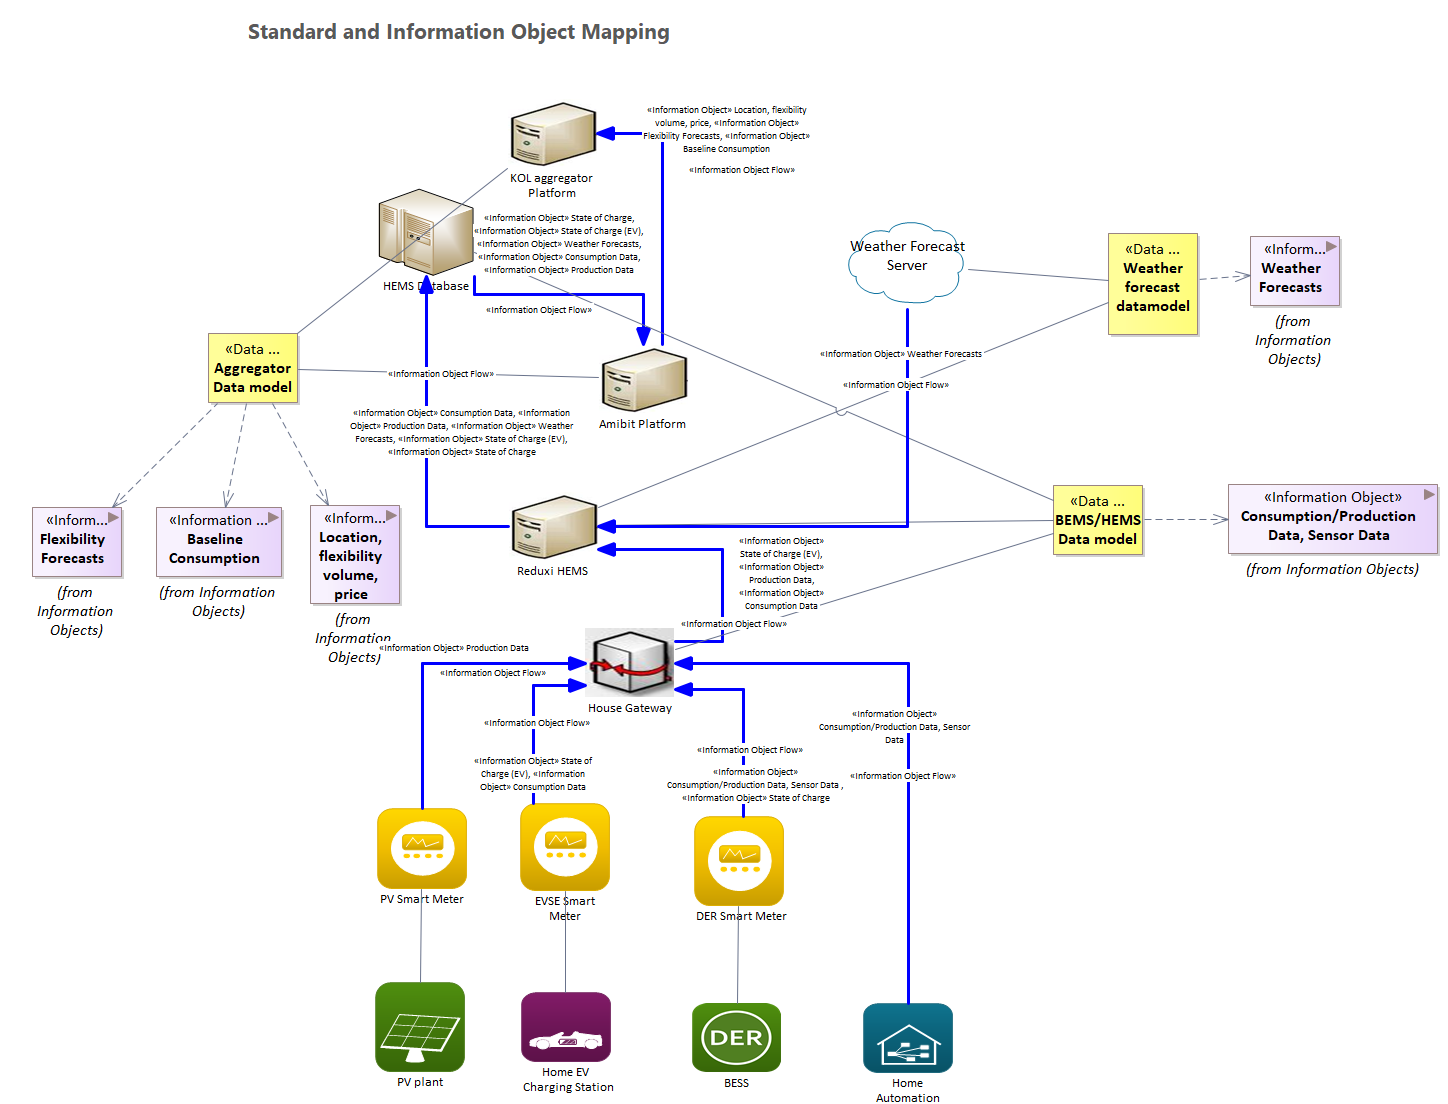 Standard and Information Object Mapping
«Information Object» Location, flexibility
volume, price, «Information Object»
Flexibility Forecasts, «Information Object»
Baseline Consumption
«Information Object Flow»
KOL aggregator
Platform
«Information Object» State of Charge,
«Information Object» State of Charge (EV),
«Information Object» Weather Forecasts,
«Information Object» Consumption Data,
«Information Object» Production Data
HEMS Database
«Information Object Flow»
Weather Forecast
Server
«Data ...
Weather
forecast
datamodel
«Inform...
Weather
Forecasts
(from
Information
Objects)
«Data ...
Aggregator
Data model
«Information Object Flow»
Amibit Platform
«Information Object» Weather Forecasts
«Information Object Flow»
«Information Object» Consumption Data, «Information
Object» Production Data, «Information Object» Weather
Forecasts, «Information Object» State of Charge (EV),
«Information Object» State of Charge
«Inform...
Flexibility
Forecasts
(from
Information
Objects)
«Information ...
Baseline
Consumption
(from Information
Objects)
«Inform...
Location,
flexibility
volume,
price
(from
Information
Objects)
Reduxi HEMS
«Data ...
BEMS/HEMS
Data model
«Information Object»
Consumption/Production
Data, Sensor Data
(from Information Objects)
«Information Object»
State of Charge (EV),
«Information Object»
Production Data,
«Information Object»
Consumption Data
«Information Object Flow»
«Information Object» Production Data
«Information Object Flow»
House Gateway
«Information Object Flow»
«Information Object» State of
Charge (EV), «Information
Object» Consumption Data
«Information Object Flow»
«Information Object»
Consumption/Production Data, Sensor Data ,
«Information Object» State of Charge
«Information Object»
Consumption/Production Data, Sensor
Data
«Information Object Flow»
PV Smart Meter
EVSE Smart
Meter
DER Smart Meter
DER
PV plant
Home EV
Charging Station
BESS
Home
Automation